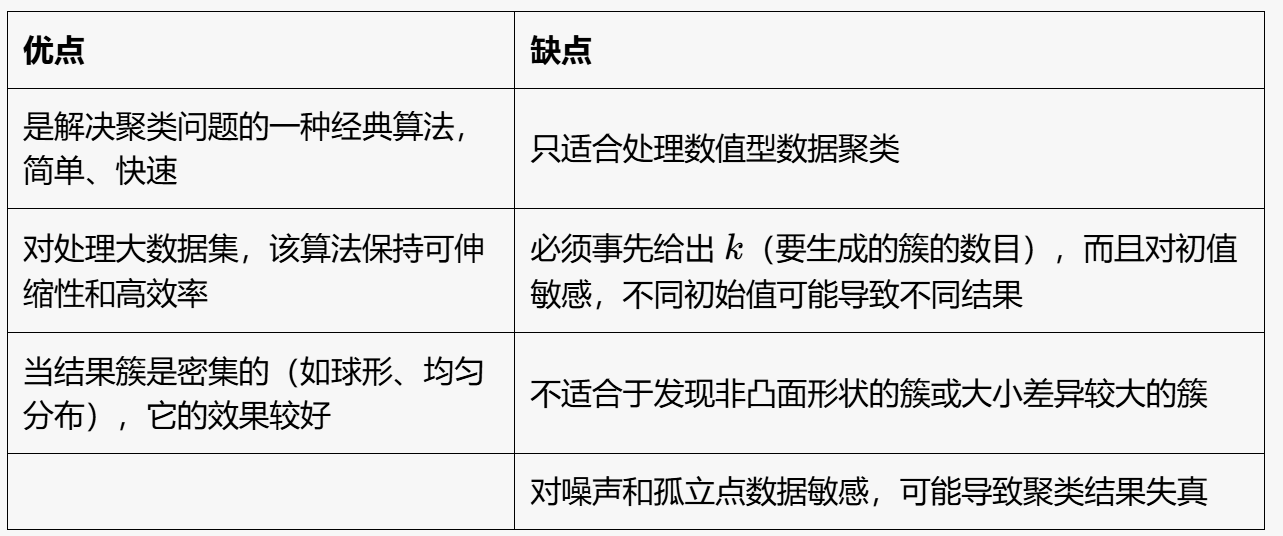 优点
缺点
是解决聚类问题的一种经典算法，
简单、快速
只适合处理数值型数据聚类
对处理大数据集，该算法保持可伸
缩性和高效率
必须事先给出 k（要生成的簇的数目），而且对初值
敏感，不同初始值可能导致不同结果
当结果簇是密集的（如球形、均匀
分布），它的效果较好
不适合于发现非凸面形状的簇或大小差异较大的簇
对噪声和孤立点数据敏感，可能导致聚类结果失真